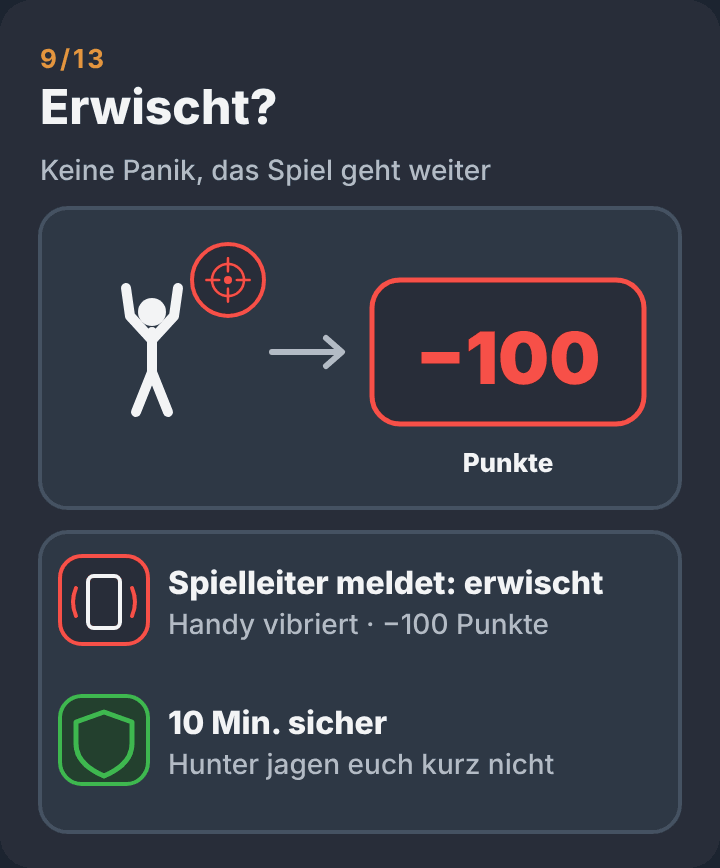 9/13
Erwischt?
Keine Panik, das Spiel geht weiter
−100
Punkte
Spielleiter meldet: erwischt
Handy vibriert · −100 Punkte
10 Min. sicher
Hunter jagen euch kurz nicht